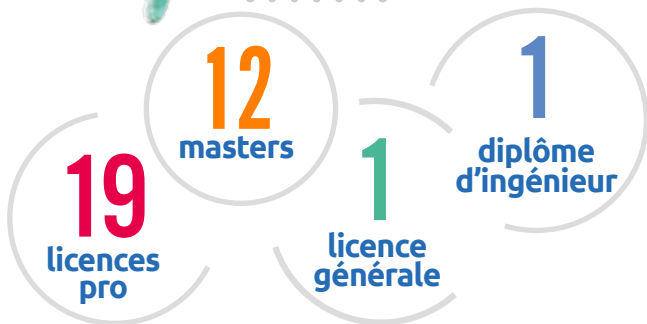 19
licences
pro
12
masters
1
licence
générale
1
diplôme
d'ingénieur